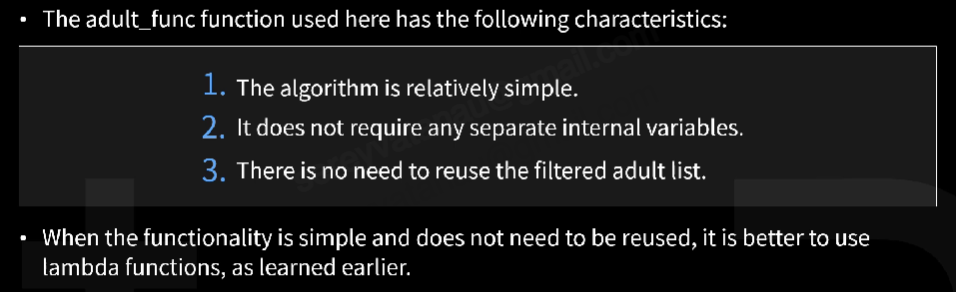 • The adult_func function used here has the following characteristics:
1. The algorithm is relatively simple.
2. It does not require any separate internal variables.
3. There is no need to reuse the filtered adult list.
• When the functionality is simple and does not need to be reused, it is better to use
lambda functions, as learned earlier.